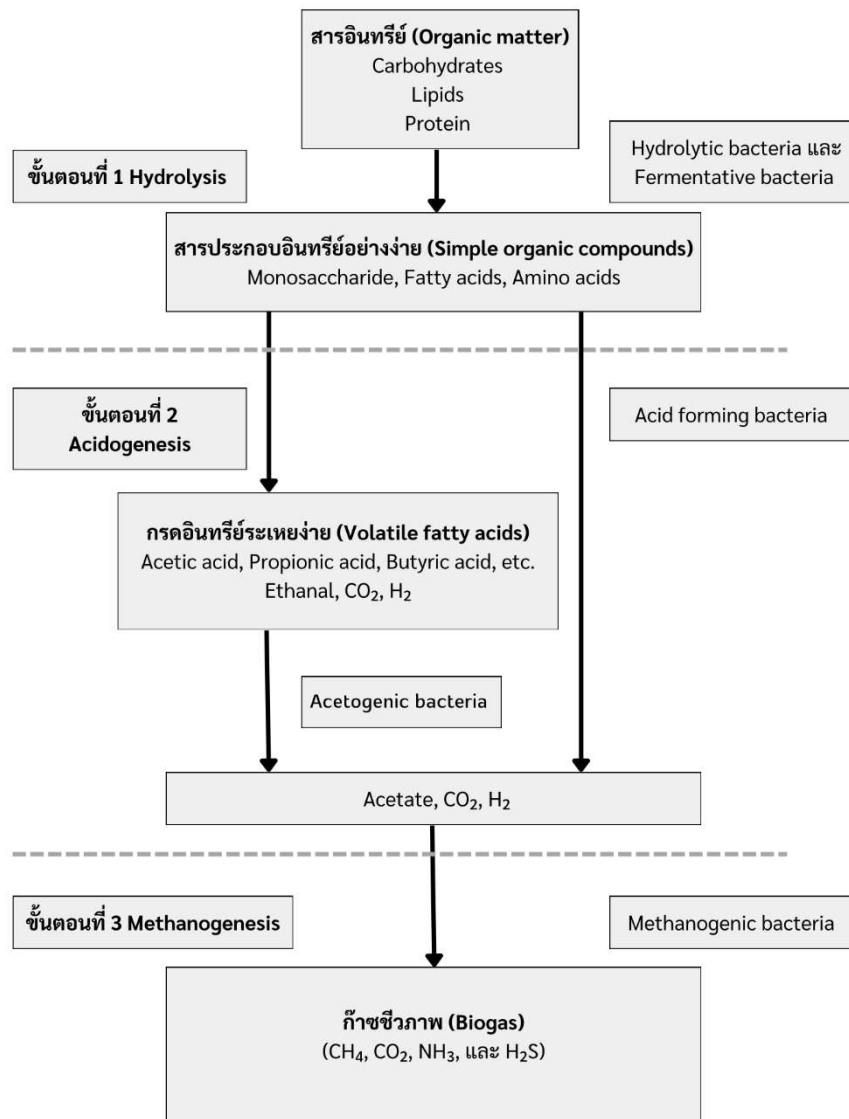 สารอินทรีย์ (Organic matter)
Carbohydrates
Lipids
Protein
ขั้นตอนที่ 1 Hydrolysis
Hydrolytic bacteria และ
Fermentative bacteria
สารประกอบอินทรีย์อย่างง่าย (Simple organic compounds)
Monosaccharide, Fatty acids, Amino acids
ขั้นตอนที่ 2
Acidogenesis
Acid forming bacteria
กรดอินทรีย์ระเหยง่าย (Volatile fatty acids)
Acetic acid, Propionic acid, Butyric acid, etc.
Ethanal, CO₂, H₂
Acetogenic bacteria
Acetate, CO₂, H₂
ขั้นตอนที่ 3 Methanogenesis
Methanogenic bacteria
ก๊าซชีวภาพ (Biogas)
(CH₄, CO₂, NH₃, และ H₂S)